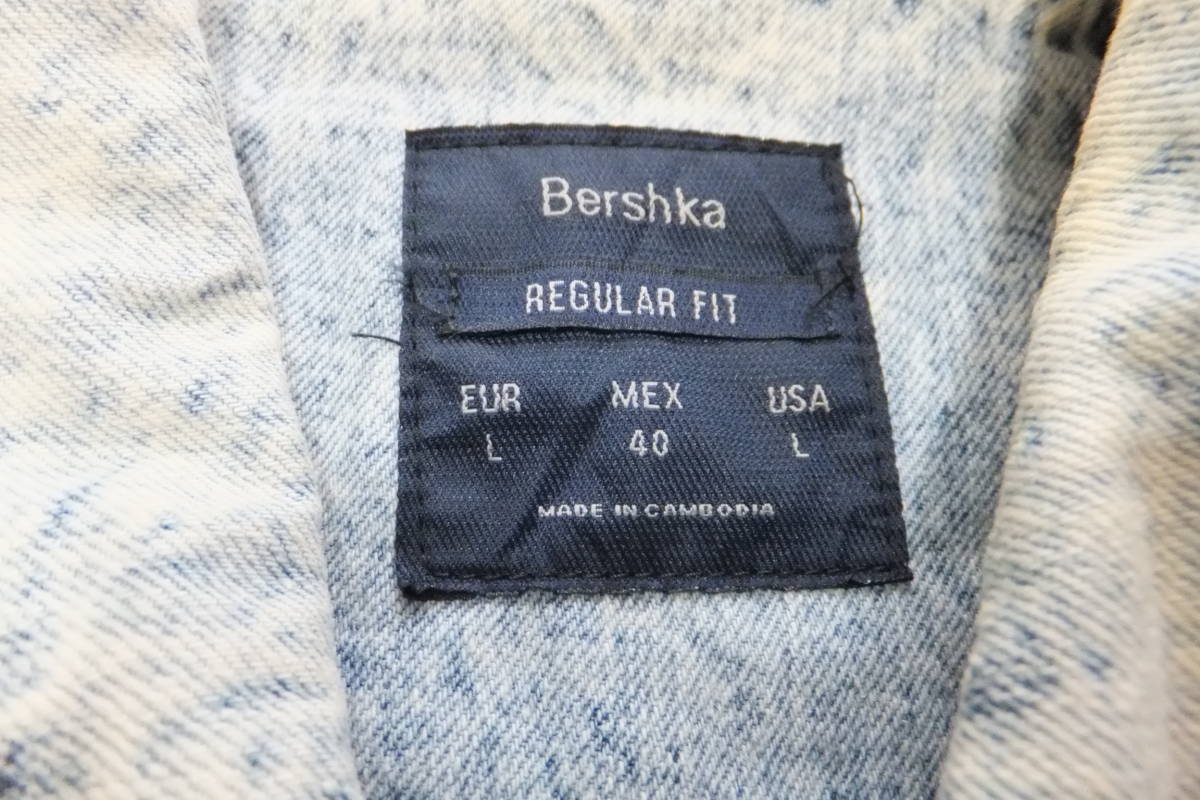 Bershka
REGULAR FIT
EUR MEX USA
L 40 L
MADE IN CAMBODIA